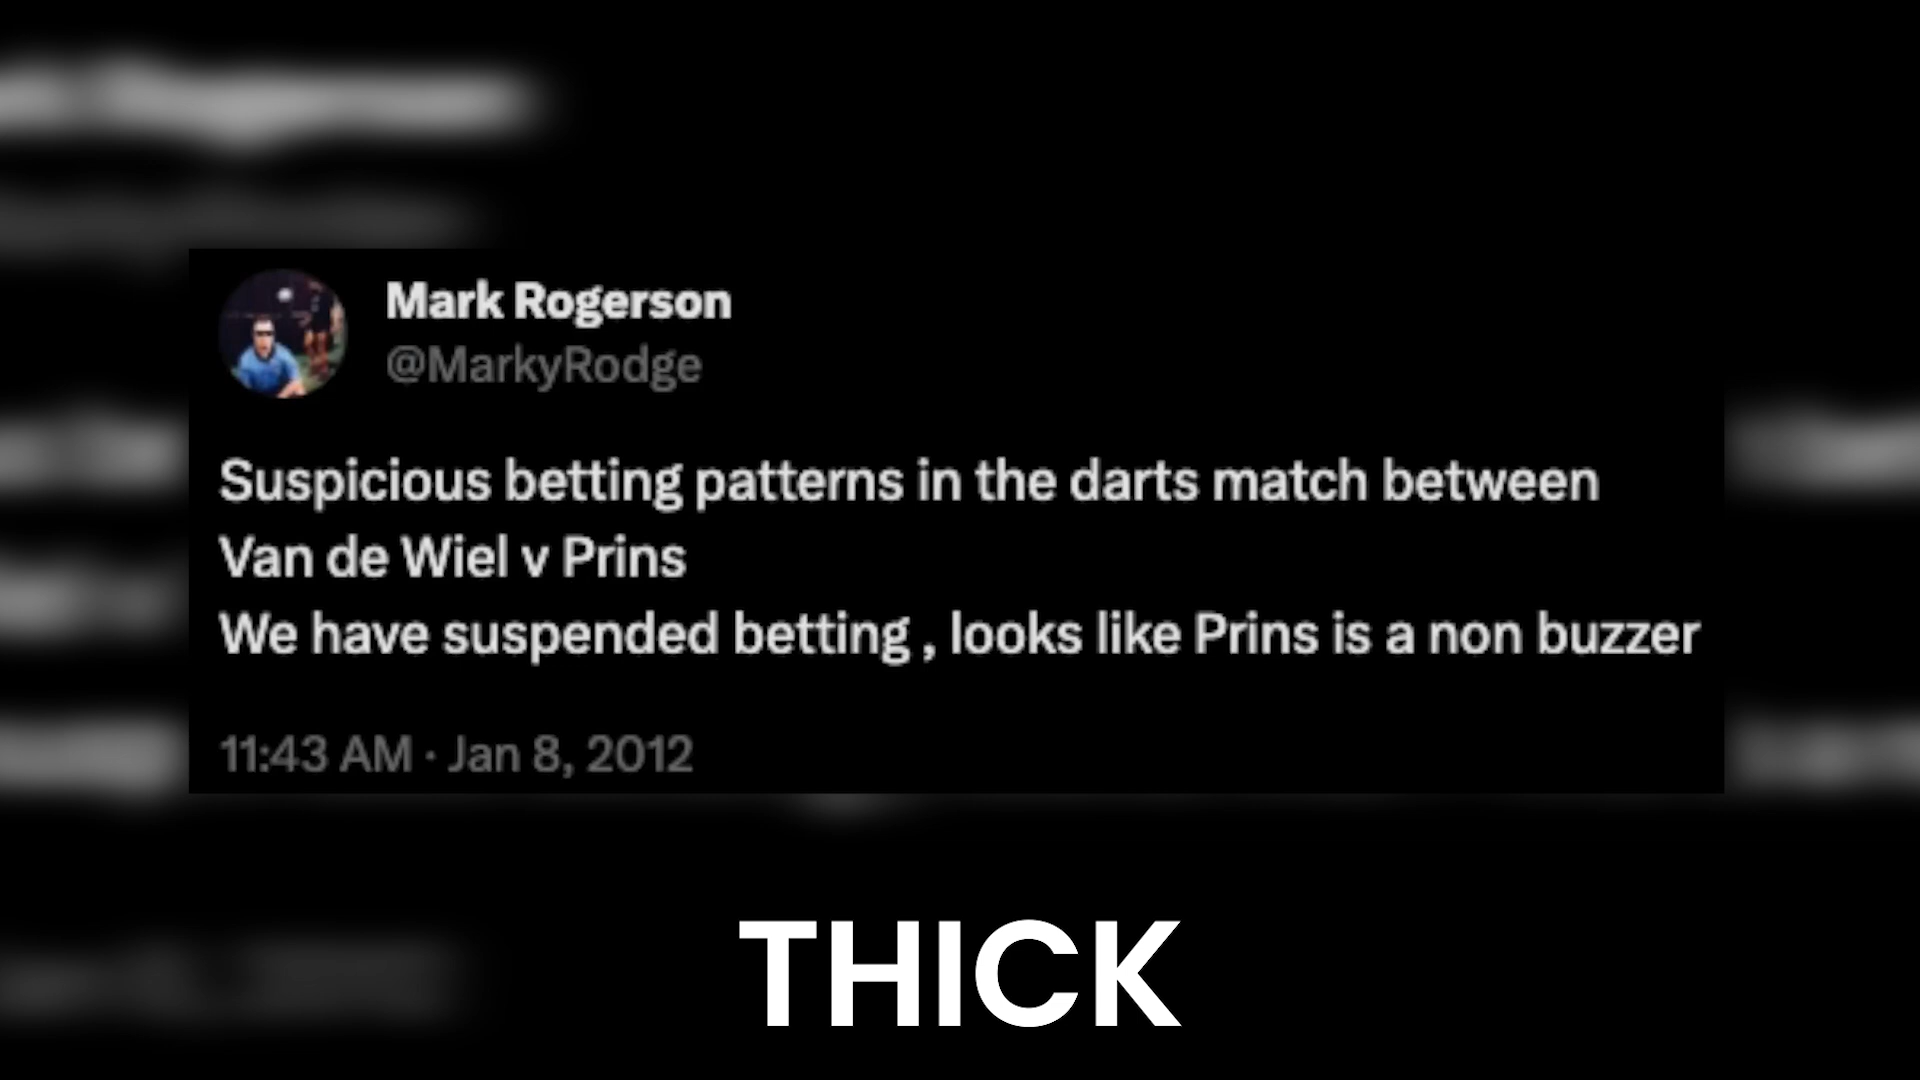 Mark Rogerson
@MarkyRodge
Suspicious betting patterns in the darts match between
Van de Wiel v Prins
We have suspended betting , looks like Prins is a non buzzer
11:43 AM · Jan 8, 2012
THICK